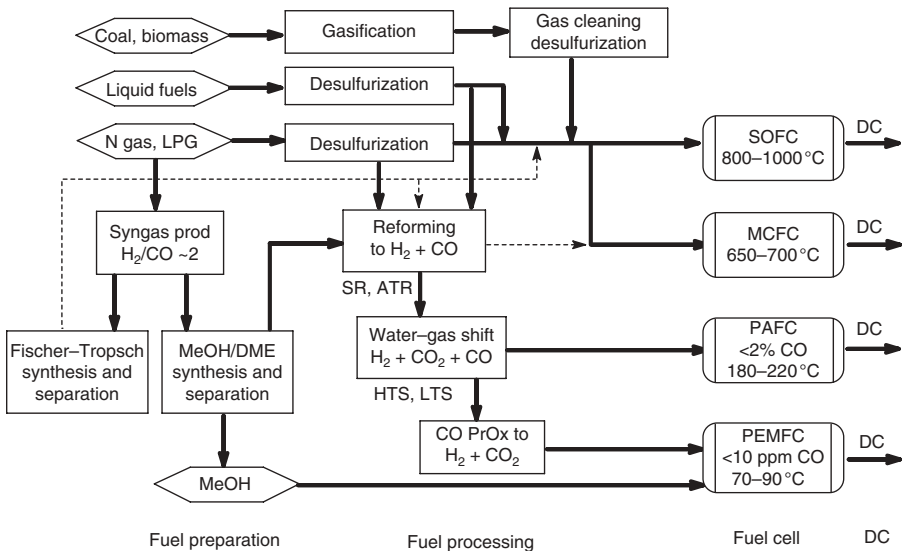 Coal, biomass
Gasification
Gas cleaning
desulfurization
Liquid fuels
Desulfurization
N gas, LPG
Desulfurization
SOFC
800–1000 °C
DC
Syngas prod
H₂/CO ~2
Reforming
to H₂ + CO
MCFC
650–700 °C
DC
SR, ATR
Fischer–Tropsch
synthesis and
separation
MeOH/DME
synthesis and
separation
Water–gas shift
H₂ + CO₂ + CO
PAFC
<2% CO
180–220 °C
DC
HTS, LTS
CO PrOx to
H₂ + CO₂
PEMFC
<10 ppm CO
70–90 °C
DC
MeOH
Fuel preparation
Fuel processing
Fuel cell
DC